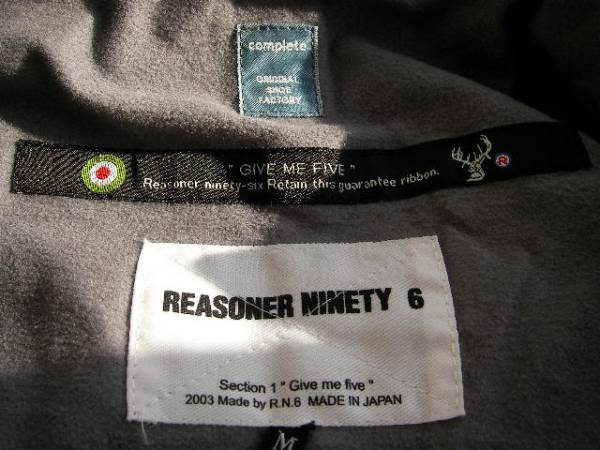 complete
ORIGINAL
SHOE
FACTORY
" GIVE ME FIVE "
Reasoner ninety-six Retain this guarantee ribbon.
R
REASONER NINETY 6
Section 1 " Give me five "
2003 Made by R.N.6 MADE IN JAPAN
M